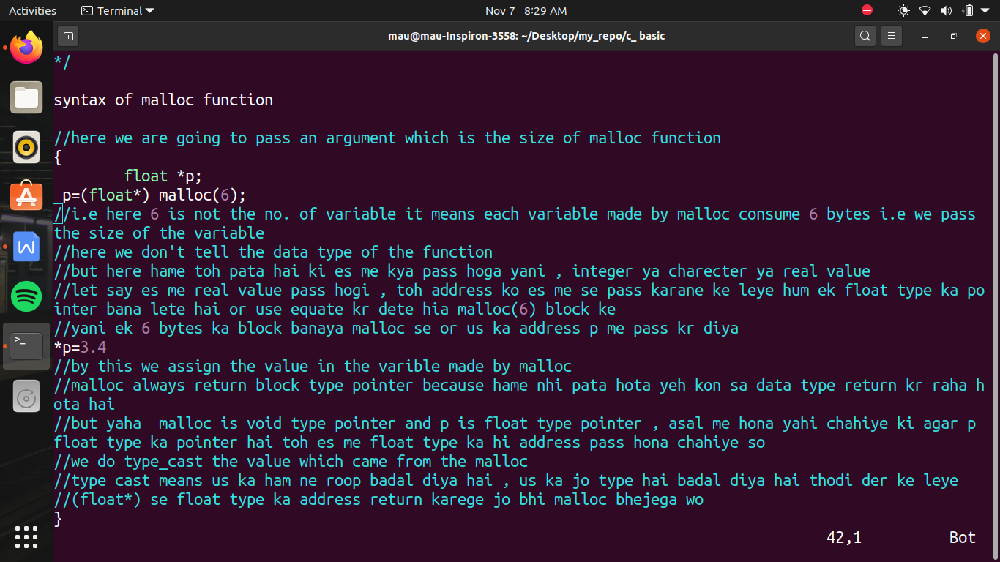 Activities
Terminal
Nov 7 8:29 AM
mau@mau-Inspiron-3558: ~/Desktop/my_repo/c_ basic
*/
syntax of malloc function
//here we are going to pass an argument which is the size of malloc function
{
float *p;
p=(float*) malloc(6);
//i.e here 6 is not the no. of variable it means each variable made by malloc consume 6 bytes i.e we pass
the size of the variable
//here we don't tell the data type of the function
//but here hame toh pata hai ki es me kya pass hoga yani , integer ya charecter ya real value
//let say es me real value pass hogi , toh address ko es me se pass karane ke leye hum ek float type ka po
inter bana lete hai or use equate kr dete hia malloc(6) block ke
//yani ek 6 bytes ka block banaya malloc se or us ka address p me pass kr diya
*p=3.4
//by this we assign the value in the varible made by malloc
//malloc always return block type pointer because hame nhi pata hota yeh kon sa data type return kr raha h
ota hai
//but yaha  malloc is void type pointer and p is float type pointer , asal me hona yahi chahiye ki agar p
float type ka pointer hai toh es me float type ka hi address pass hona chahiye so
//we do type_cast the value which came from the malloc
//type cast means us ka ham ne roop badal diya hai , us ka jo type hai badal diya hai thodi der ke leye
//(float*) se float type ka address return karege jo bhi malloc bhejega wo
}
42,1
Bot